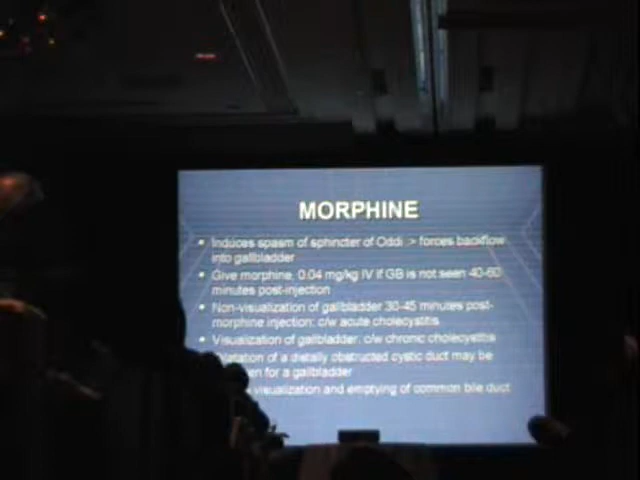 MORPHINE
• Induces spasm of sphincter of Oddi -> forces backflow
into gallbladder
• Give morphine, 0.04 mg/kg IV if GB is not seen 40-60
minutes post-injection
• Non-visualization of gallbladder 30-45 minutes post-
morphine injection: c/w acute cholecystitis
• Visualization of gallbladder: c/w chronic cholecystitis
of a distally obstructed cystic duct may be
for a gallbladder
visualization and emptying of common bile duct